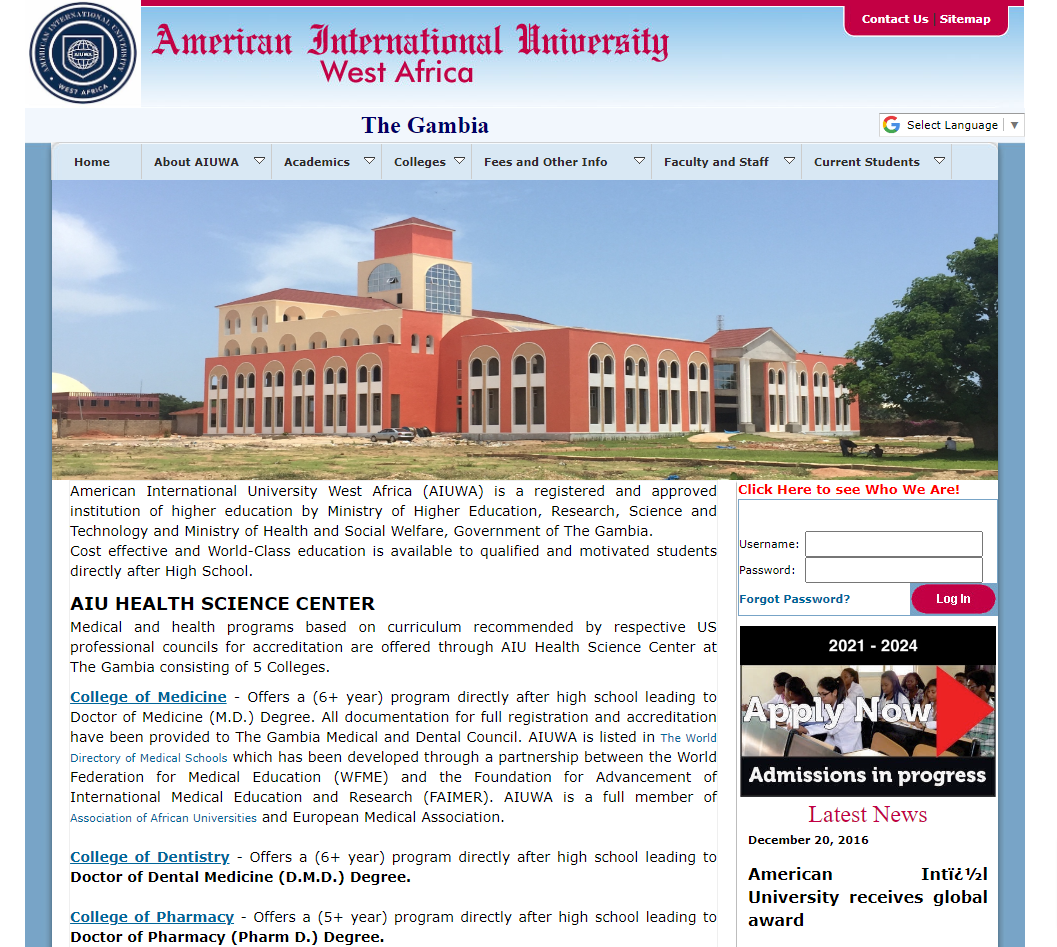 AMERICAN INTERNATIONAL UNIVERSITY
AIUWA
WEST AFRICA
American International University
West Africa
Contact Us | Sitemap
The Gambia
Select Language | ▼
Home
About AIUWA
Academics
Colleges
Fees and Other Info
Faculty and Staff
Current Students
American International University West Africa (AIUWA) is a registered and approved
institution of higher education by Ministry of Higher Education, Research, Science and
Technology and Ministry of Health and Social Welfare, Government of The Gambia.
Cost effective and World-Class education is available to qualified and motivated students
directly after High School.
AIU HEALTH SCIENCE CENTER
Medical and health programs based on curriculum recommended by respective US
professional councils for accreditation are offered through AIU Health Science Center at
The Gambia consisting of 5 Colleges.
College of Medicine - Offers a (6+ year) program directly after high school leading to
Doctor of Medicine (M.D.) Degree. All documentation for full registration and accreditation
have been provided to The Gambia Medical and Dental Council. AIUWA is listed in The World
Directory of Medical Schools which has been developed through a partnership between the World
Federation for Medical Education (WFME) and the Foundation for Advancement of
International Medical Education and Research (FAIMER). AIUWA is a full member of
Association of African Universities and European Medical Association.
College of Dentistry - Offers a (6+ year) program directly after high school leading to
Doctor of Dental Medicine (D.M.D.) Degree.
College of Pharmacy - Offers a (5+ year) program directly after high school leading to
Doctor of Pharmacy (Pharm D.) Degree.
Click Here to see Who We Are!
Username:
Password:
Forgot Password?
Log In
2021 - 2024
Apply Now
Admissions in progress
Latest News
December 20, 2016
American Intï¿½l
University receives global
award